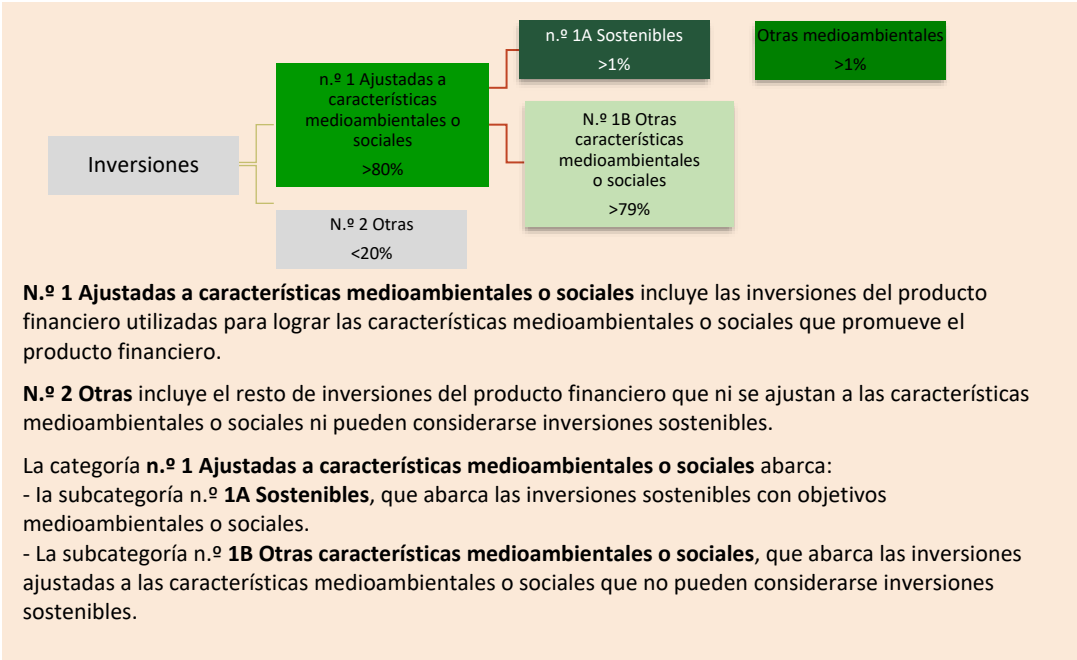 n.º 1A Sostenibles
>1%
Otras medioambientales
>1%
n.º 1 Ajustadas a
características
medioambientales o
sociales
>80%
N.º 1B Otras
características
medioambientales
o sociales
>79%
Inversiones
N.º 2 Otras
<20%
N.º 1 Ajustadas a características medioambientales o sociales incluye las inversiones del producto
financiero utilizadas para lograr las características medioambientales o sociales que promueve el
producto financiero.
N.º 2 Otras incluye el resto de inversiones del producto financiero que ni se ajustan a las características
medioambientales o sociales ni pueden considerarse inversiones sostenibles.
La categoría n.º 1 Ajustadas a características medioambientales o sociales abarca:
- la subcategoría n.º 1A Sostenibles, que abarca las inversiones sostenibles con objetivos
medioambientales o sociales.
- La subcategoría n.º 1B Otras características medioambientales o sociales, que abarca las inversiones
ajustadas a las características medioambientales o sociales que no pueden considerarse inversiones
sostenibles.